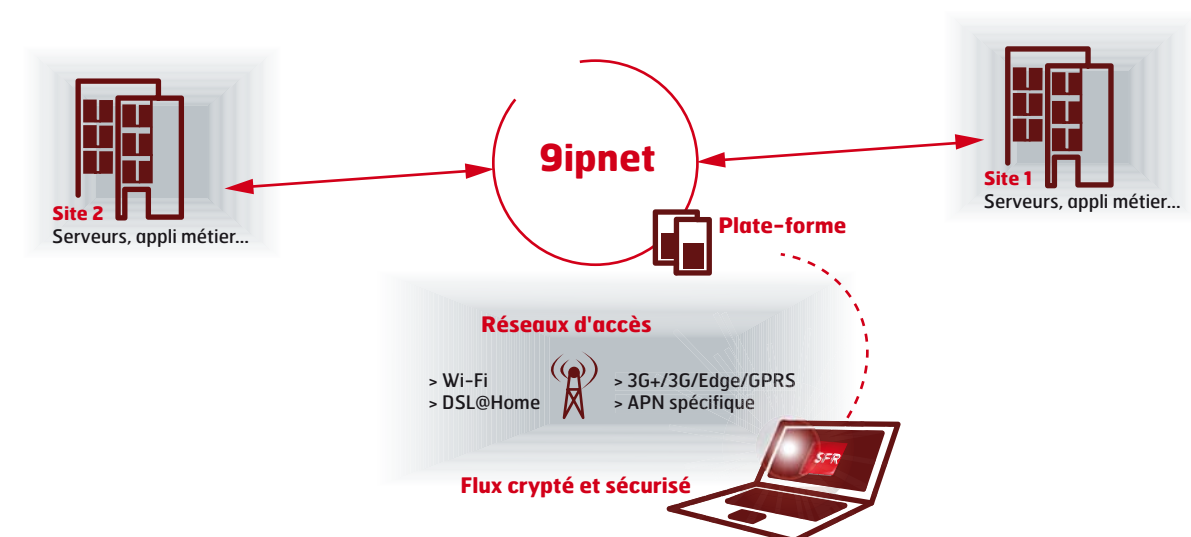 9ipnet
Site 1
Serveurs, appli métier...
Site 2
Serveurs, appli métier...
Plate-forme
Réseaux d'accès
> Wi-Fi
> DSL@Home
> 3G+/3G/Edge/GPRS
> APN spécifique
SFR
Flux crypté et sécurisé